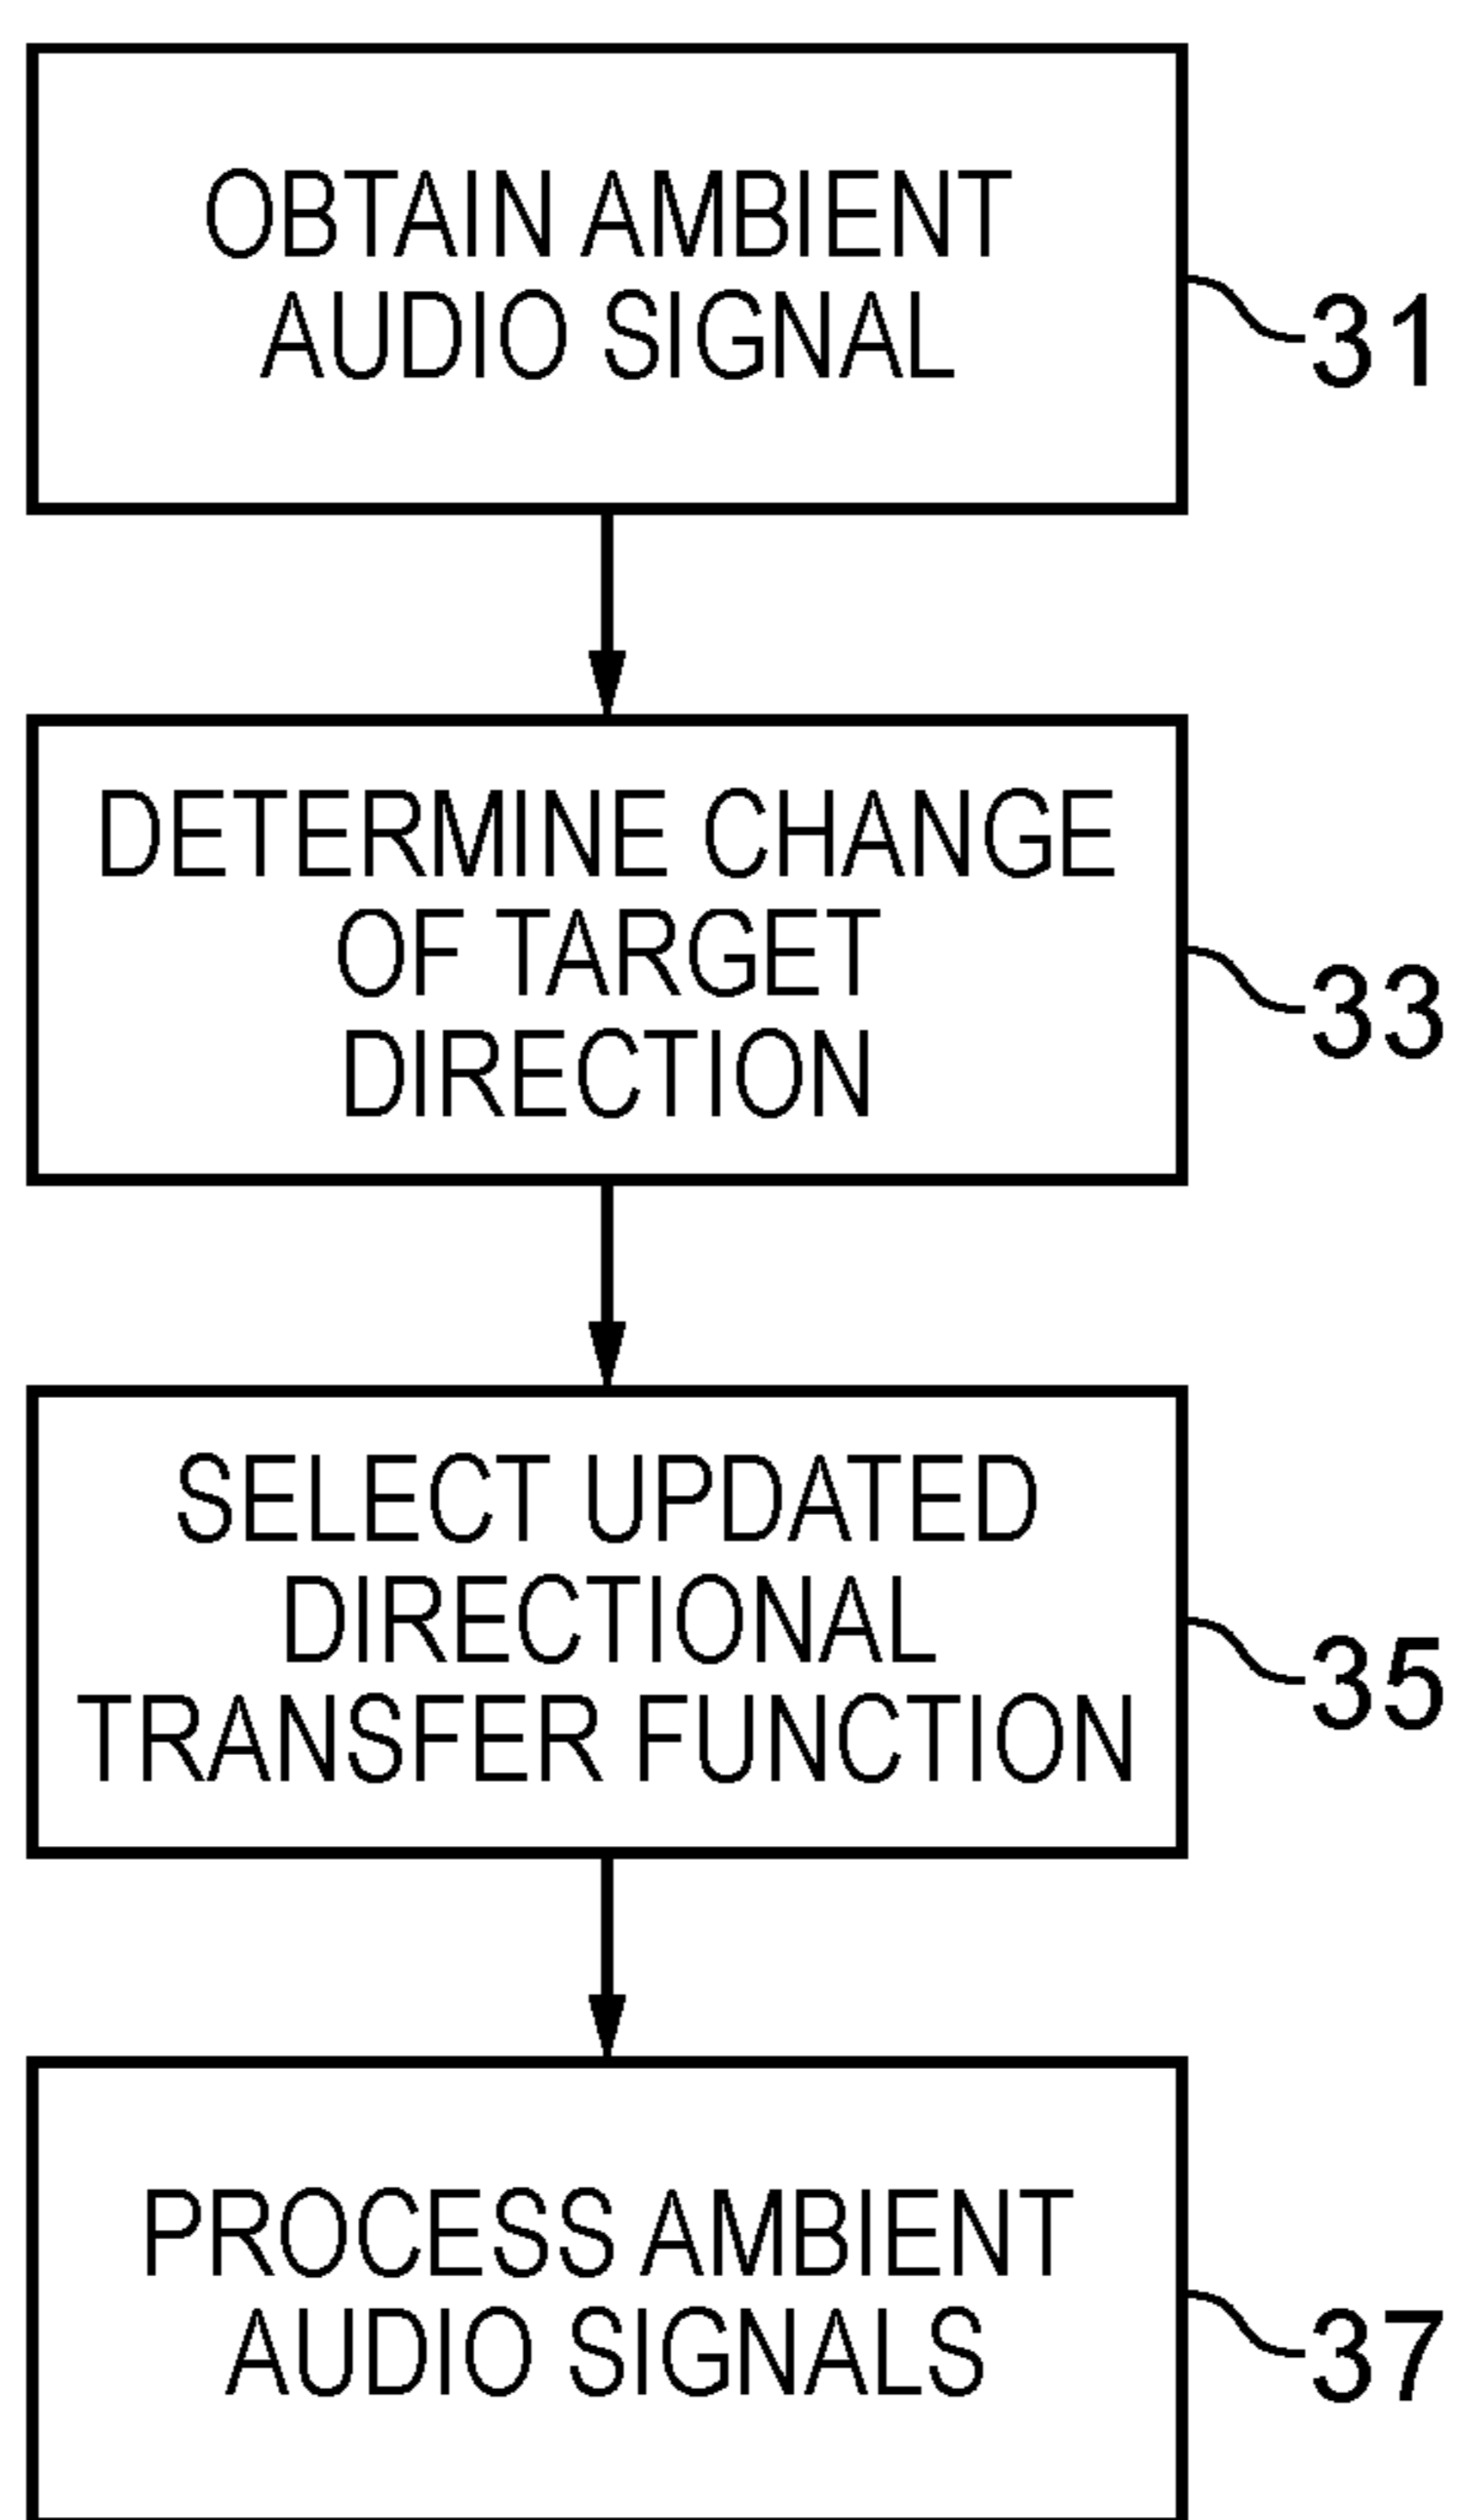 OBTAIN AMBIENT
AUDIO SIGNAL
31
DETERMINE CHANGE
OF TARGET
DIRECTION
33
SELECT UPDATED
DIRECTIONAL
TRANSFER FUNCTION
35
PROCESS AMBIENT
AUDIO SIGNALS
37